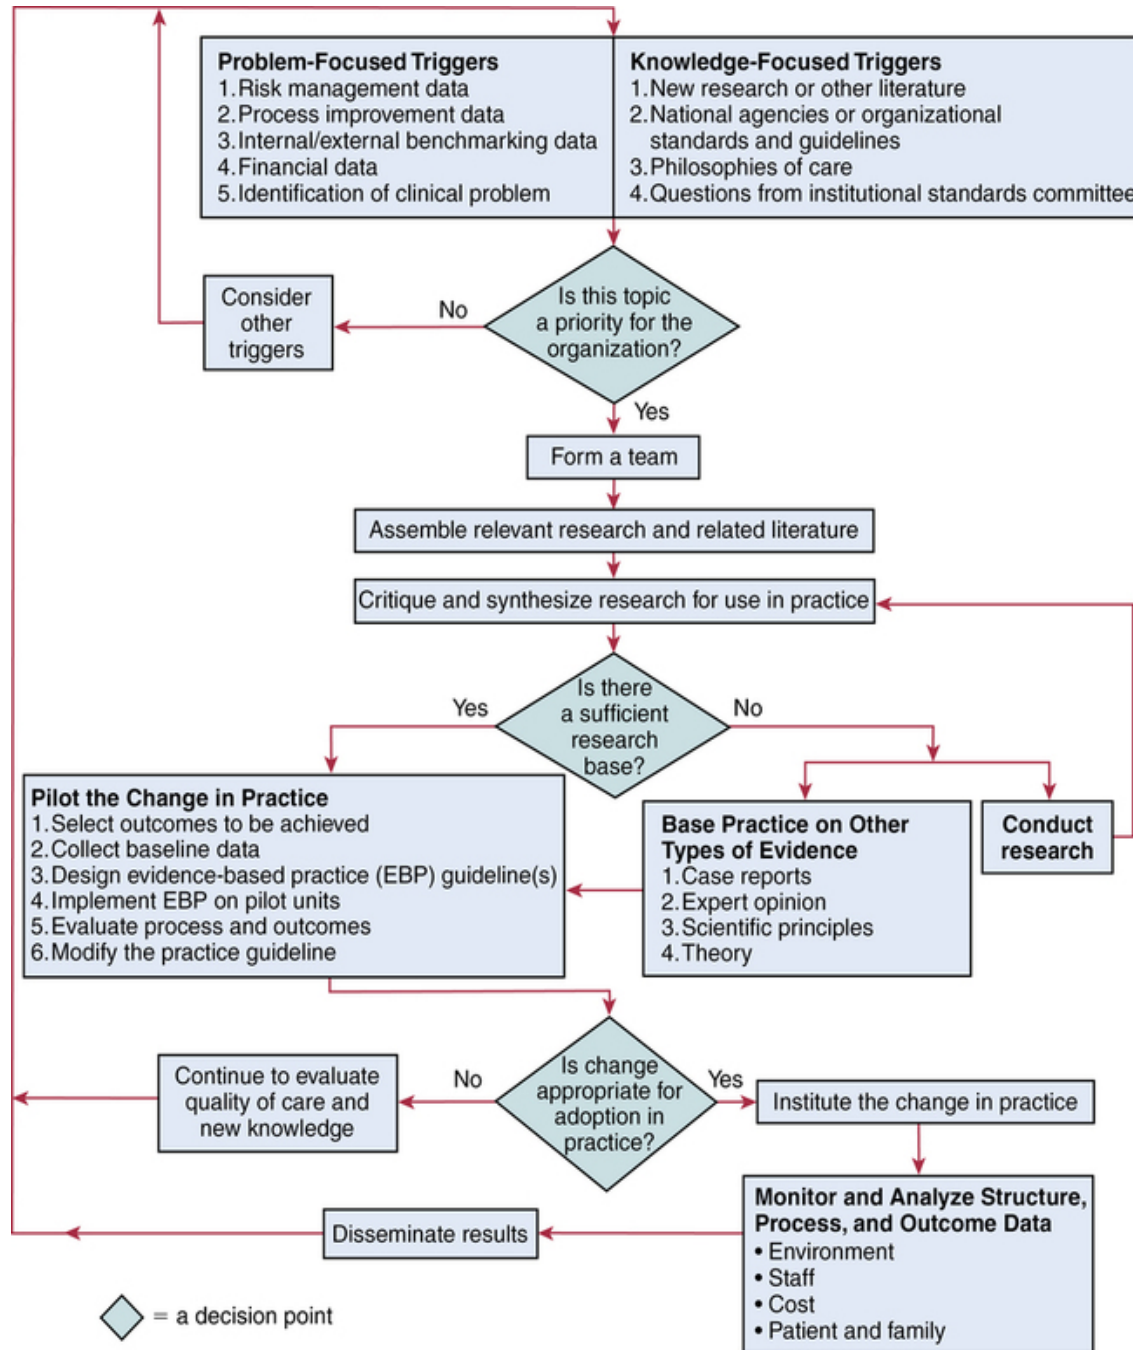 Problem-Focused Triggers
1. Risk management data
2. Process improvement data
3. Internal/external benchmarking data
4. Financial data
5. Identification of clinical problem
Knowledge-Focused Triggers
1. New research or other literature
2. National agencies or organizational
standards and guidelines
3. Philosophies of care
4. Questions from institutional standards committee
Consider
other
triggers
No
Is this topic
a priority for the
organization?
Yes
Form a team
Assemble relevant research and related literature
Critique and synthesize research for use in practice
Yes
Is there
a sufficient
research
base?
No
Pilot the Change in Practice
1. Select outcomes to be achieved
2. Collect baseline data
3. Design evidence-based practice (EBP) guideline(s)
4. Implement EBP on pilot units
5. Evaluate process and outcomes
6. Modify the practice guideline
Base Practice on Other
Types of Evidence
1. Case reports
2. Expert opinion
3. Scientific principles
4. Theory
Conduct
research
Continue to evaluate
quality of care and
new knowledge
No
Is change
appropriate for
adoption in
practice?
Yes
Institute the change in practice
Disseminate results
Monitor and Analyze Structure,
Process, and Outcome Data
• Environment
• Staff
• Cost
• Patient and family
= a decision point